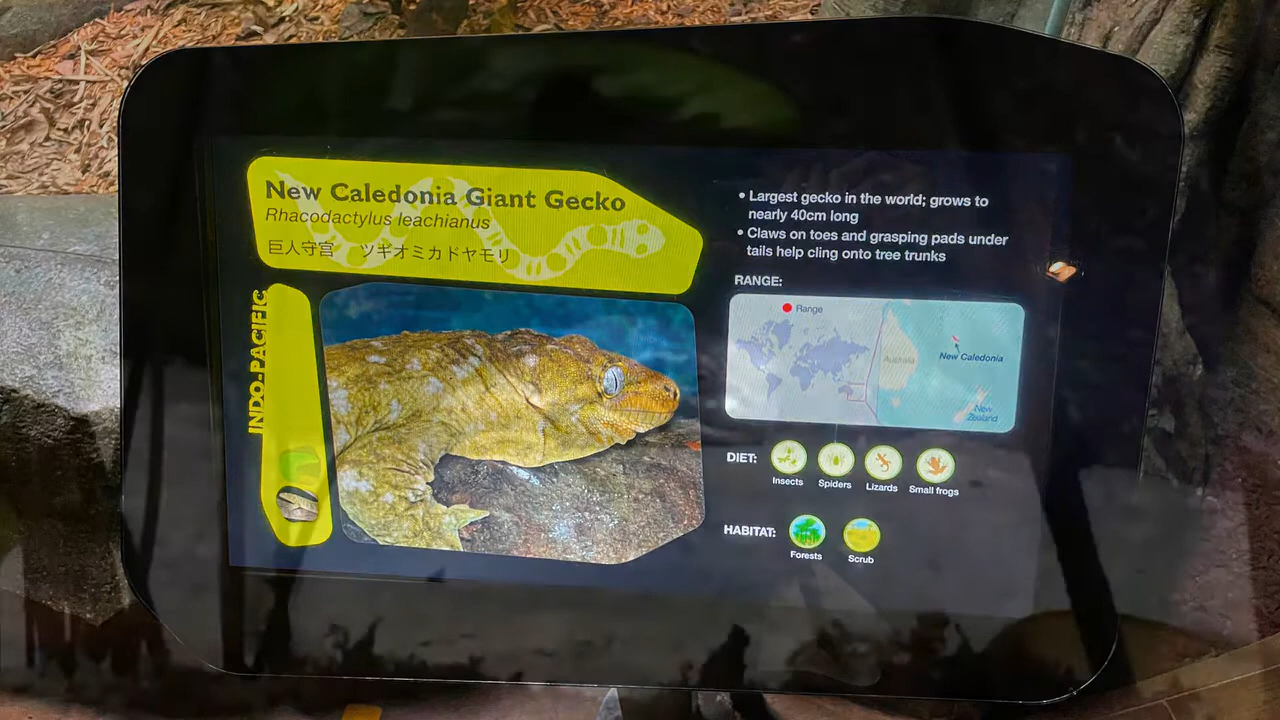 New Caledonia Giant Gecko
Rhacodactylus leachianus
巨人守宫 ツギオミカドヤモリ
INDO-PACIFIC
• Largest gecko in the world; grows to
nearly 40cm long
• Claws on toes and grasping pads under
tails help cling onto tree trunks
RANGE:
Range
Australia
New Caledonia
New
Zealand
DIET:
Insects
Spiders
Lizards
Small frogs
HABITAT:
Forests
Scrub